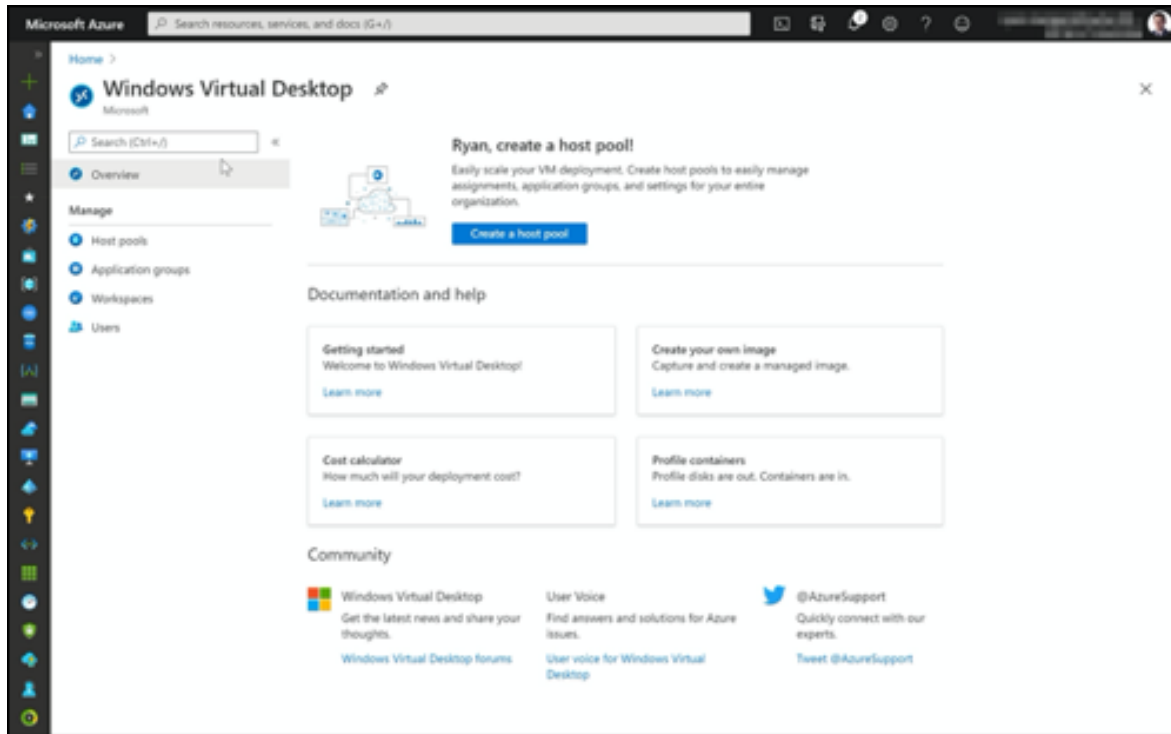 Microsoft Azure
Search resources, services, and docs (G+/)
Home >
Windows Virtual Desktop
Microsoft
Search (Ctrl+/)
Overview
Manage
Host pools
Application groups
Workspaces
Users
Ryan, create a host pool!
Easily scale your VM deployment. Create host pools to easily manage
assignments, application groups, and settings for your entire
organization.
Create a host pool
Documentation and help
Getting started
Welcome to Windows Virtual Desktop!
Learn more
Create your own image
Capture and create a managed image.
Learn more
Cost calculator
How much will your deployment cost?
Learn more
Profile containers
Profile disks are out. Containers are in.
Learn more
Community
Windows Virtual Desktop
Get the latest news and share your
thoughts.
Windows Virtual Desktop forums
User Voice
Find answers and solutions for Azure
issues.
User voice for Windows Virtual
Desktop
@AzureSupport
Quickly connect with our
experts.
Tweet @AzureSupport